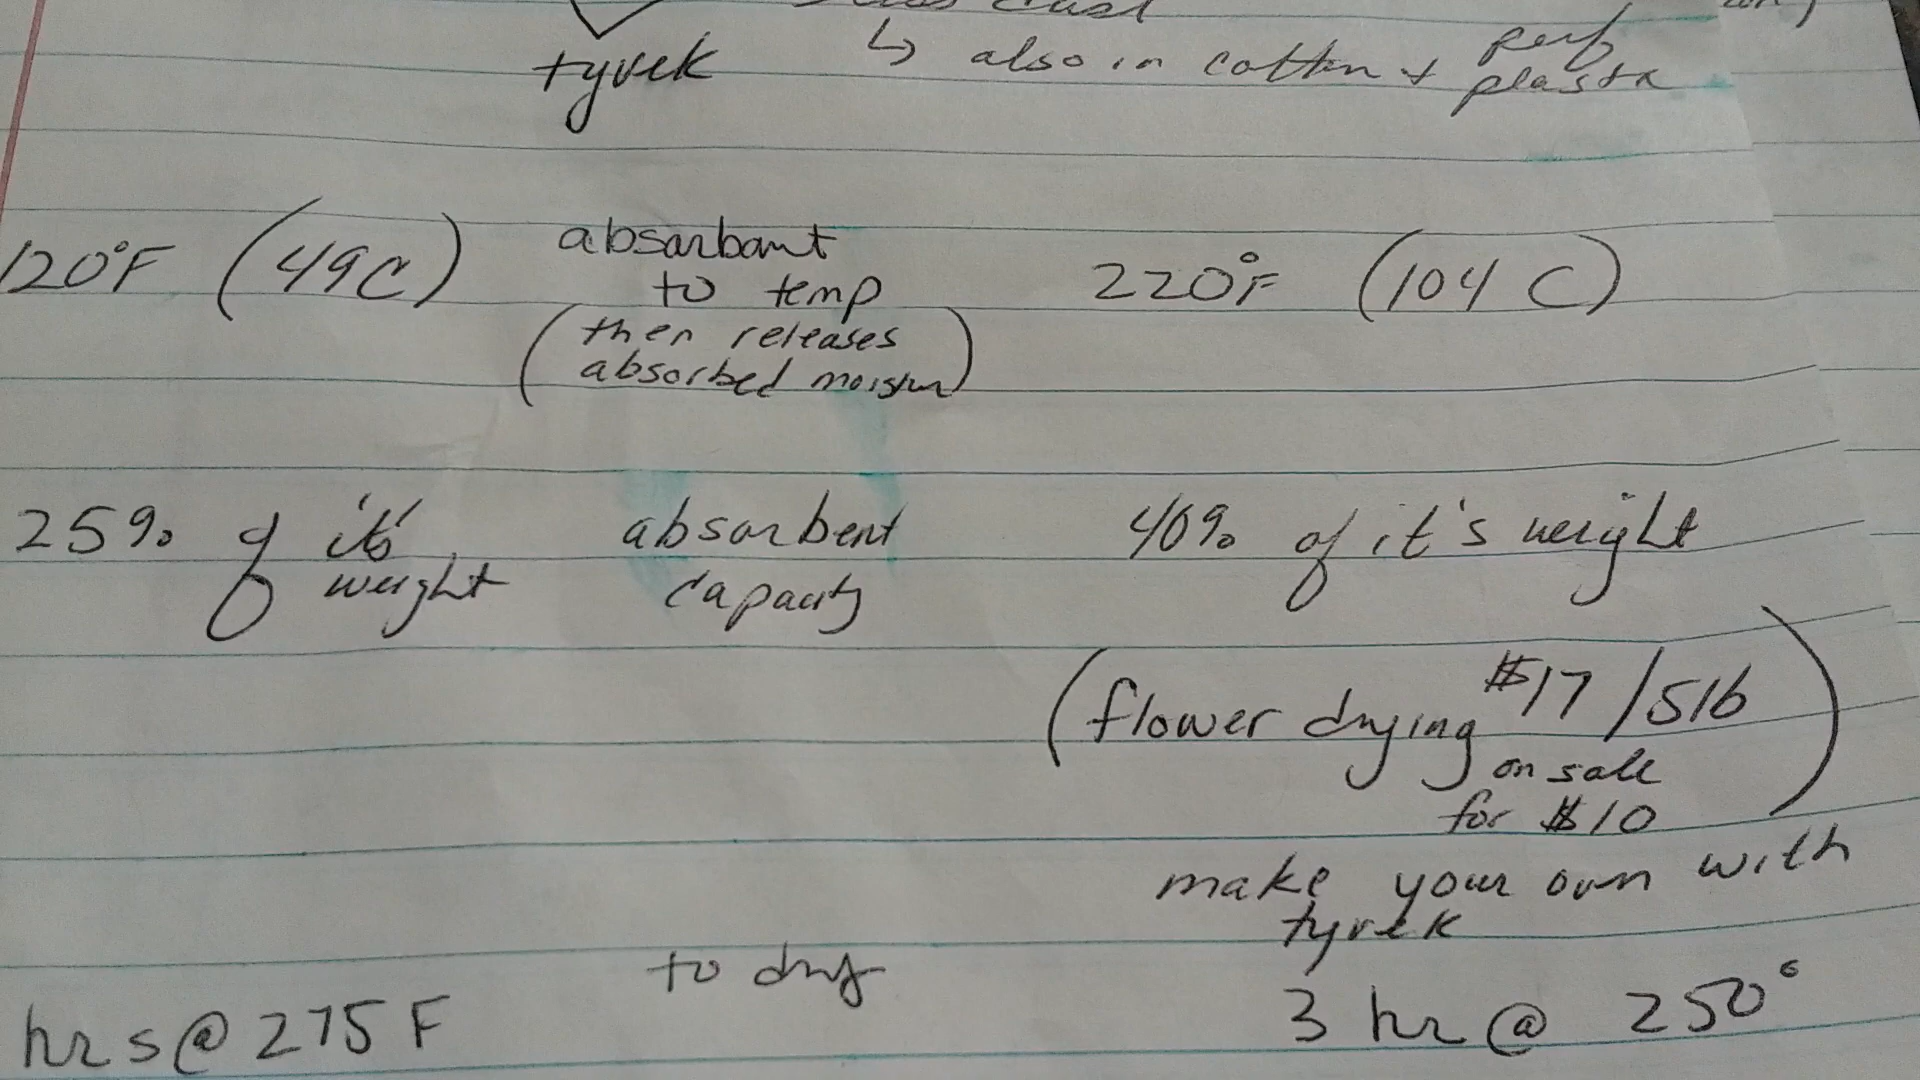 tyvek ↳ also in cotton + perf
plastic
120°F (49C) absorbant 220°F (104 C)
to temp
(then releases
absorbed moisture)
25% of it's absorbent 40% of it's weight
weight capacity
(flower drying $17/5lb
on sale
for $10)
make your own with
tyvek
to dry
hrs @ 275 F 3 hr @ 250°